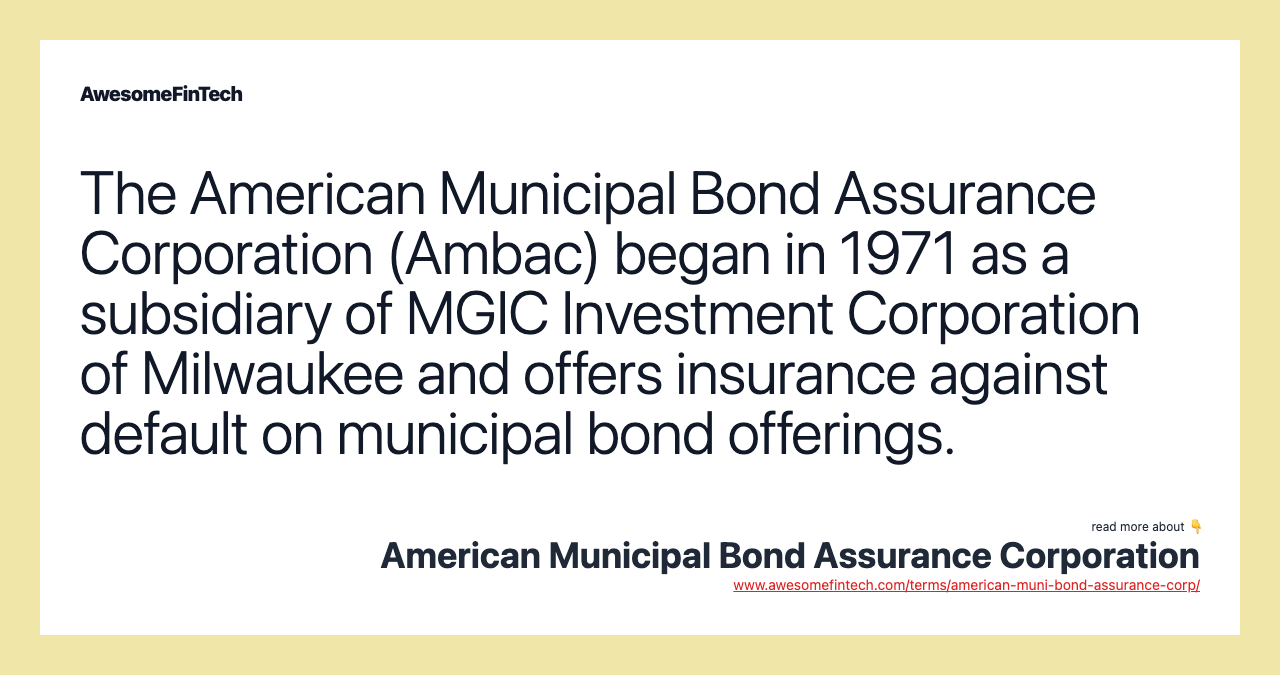 AwesomeFinTech
The American Municipal Bond Assurance
Corporation (Ambac) began in 1971 as a
subsidiary of MGIC Investment Corporation
of Milwaukee and offers insurance against
default on municipal bond offerings.
read more about 👇
American Municipal Bond Assurance Corporation
www.awesomefintech.com/terms/american-muni-bond-assurance-corp/